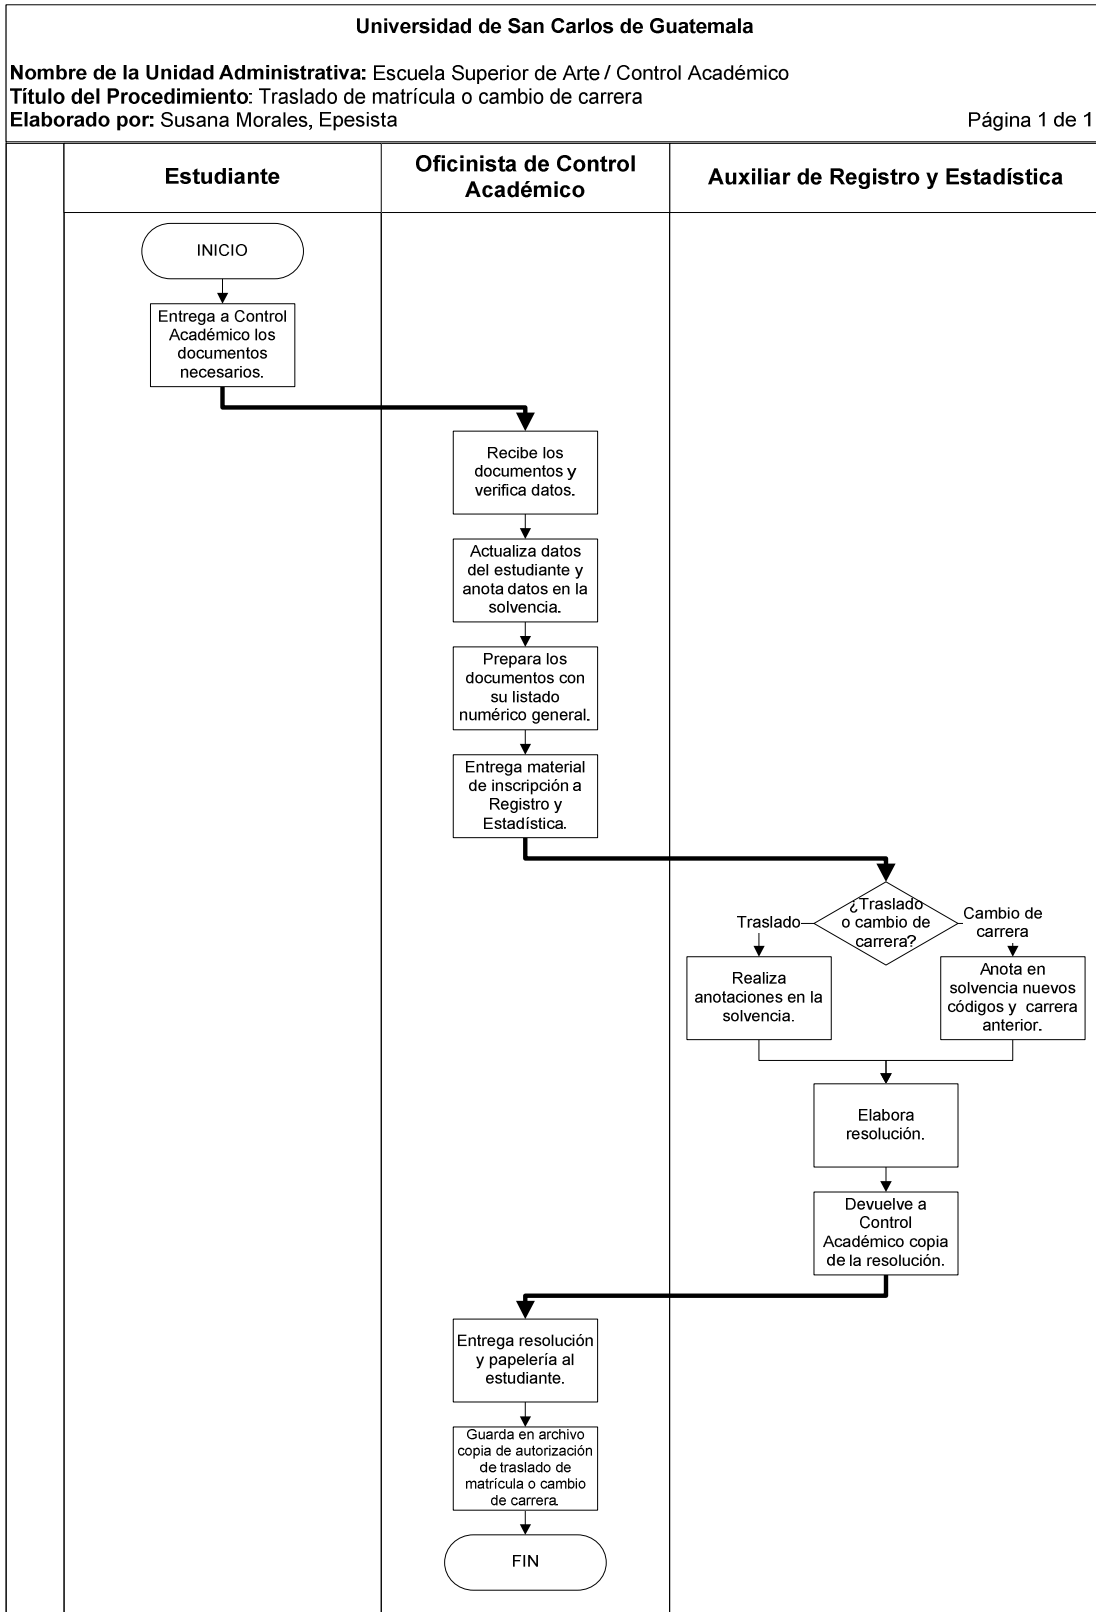 Universidad de San Carlos de Guatemala
Nombre de la Unidad Administrativa: Escuela Superior de Arte / Control Académico
Título del Procedimiento: Traslado de matrícula o cambio de carrera
Elaborado por: Susana Morales, Epesista
Página 1 de 1
Estudiante
Oficinista de Control
Académico
Auxiliar de Registro y Estadística
INICIO
Entrega a Control
Académico los
documentos
necesarios.
Recibe los
documentos y
verifica datos.
Actualiza datos
del estudiante y
anota datos en la
solvencia.
Prepara los
documentos con
su listado
numérico general.
Entrega material
de inscripción a
Registro y
Estadística.
¿Traslado
o cambio de
carrera?
Traslado
Cambio de
carrera
Realiza
anotaciones en la
solvencia.
Anota en
solvencia nuevos
códigos y carrera
anterior.
Elabora
resolución.
Devuelve a
Control
Académico copia
de la resolución.
Entrega resolución
y papelería al
estudiante.
Guarda en archivo
copia de autorización
de traslado de
matrícula o cambio
de carrera.
FIN